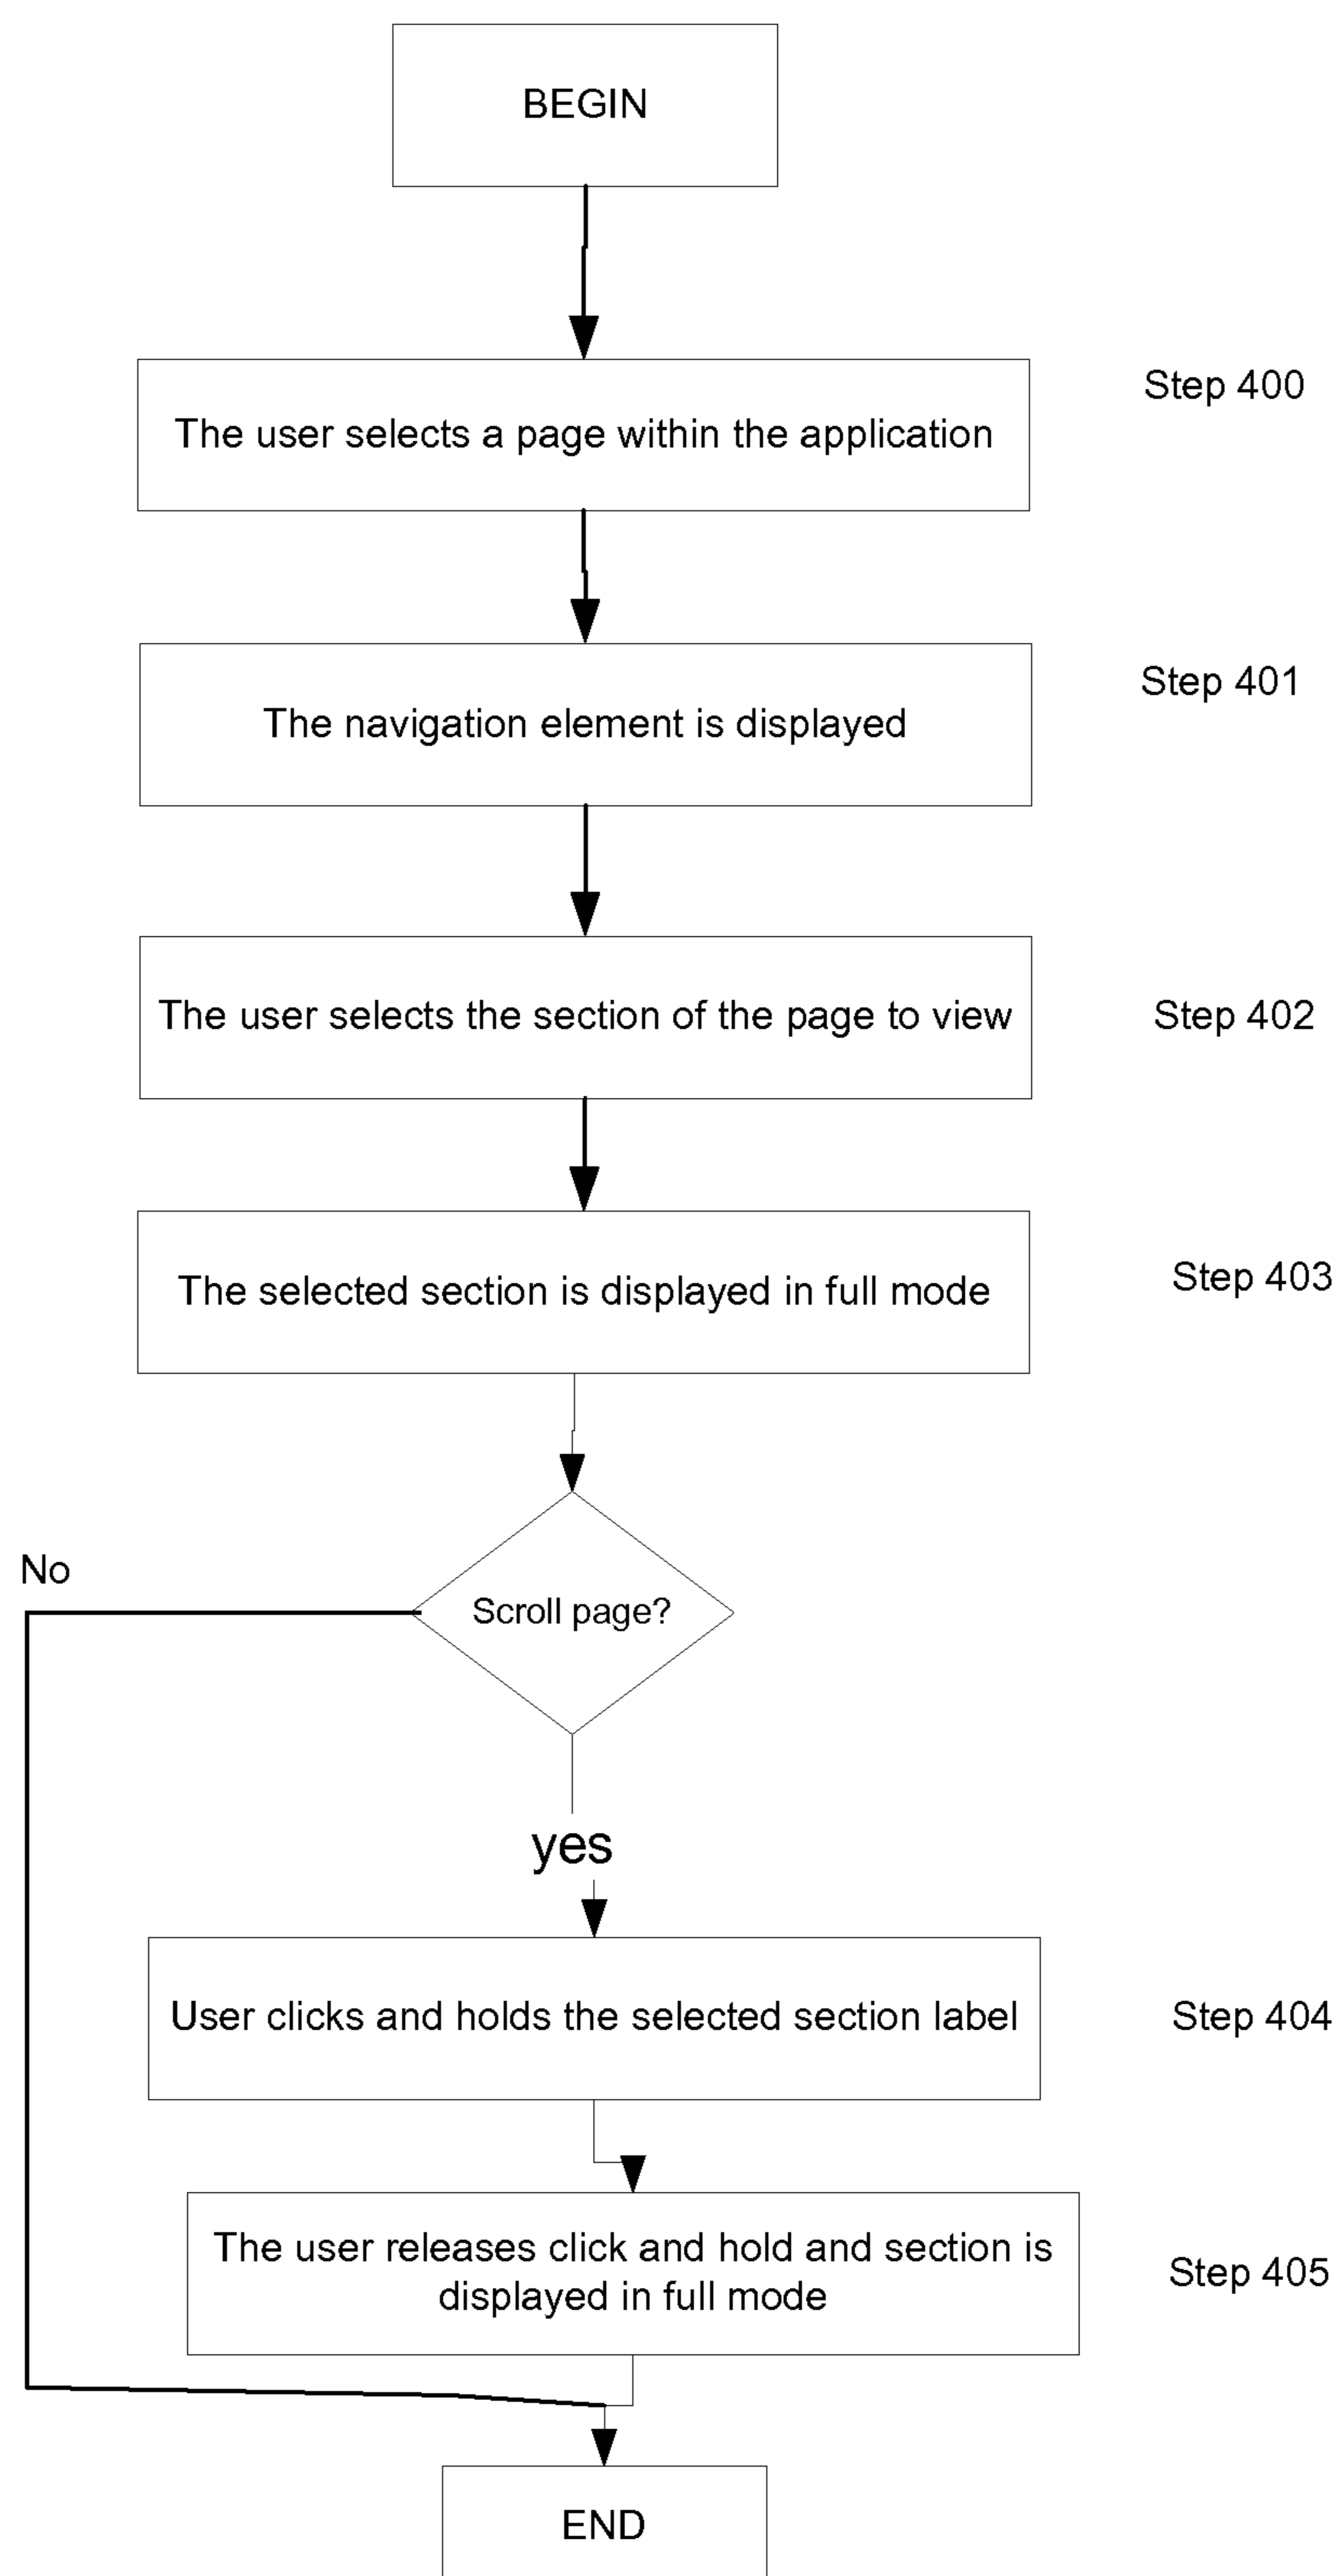 BEGIN
Step 400
The user selects a page within the application
Step 401
The navigation element is displayed
The user selects the section of the page to view
Step 402
The selected section is displayed in full mode
Step 403
No
Scroll page?
yes
User clicks and holds the selected section label
Step 404
The user releases click and hold and section is
displayed in full mode
Step 405
END